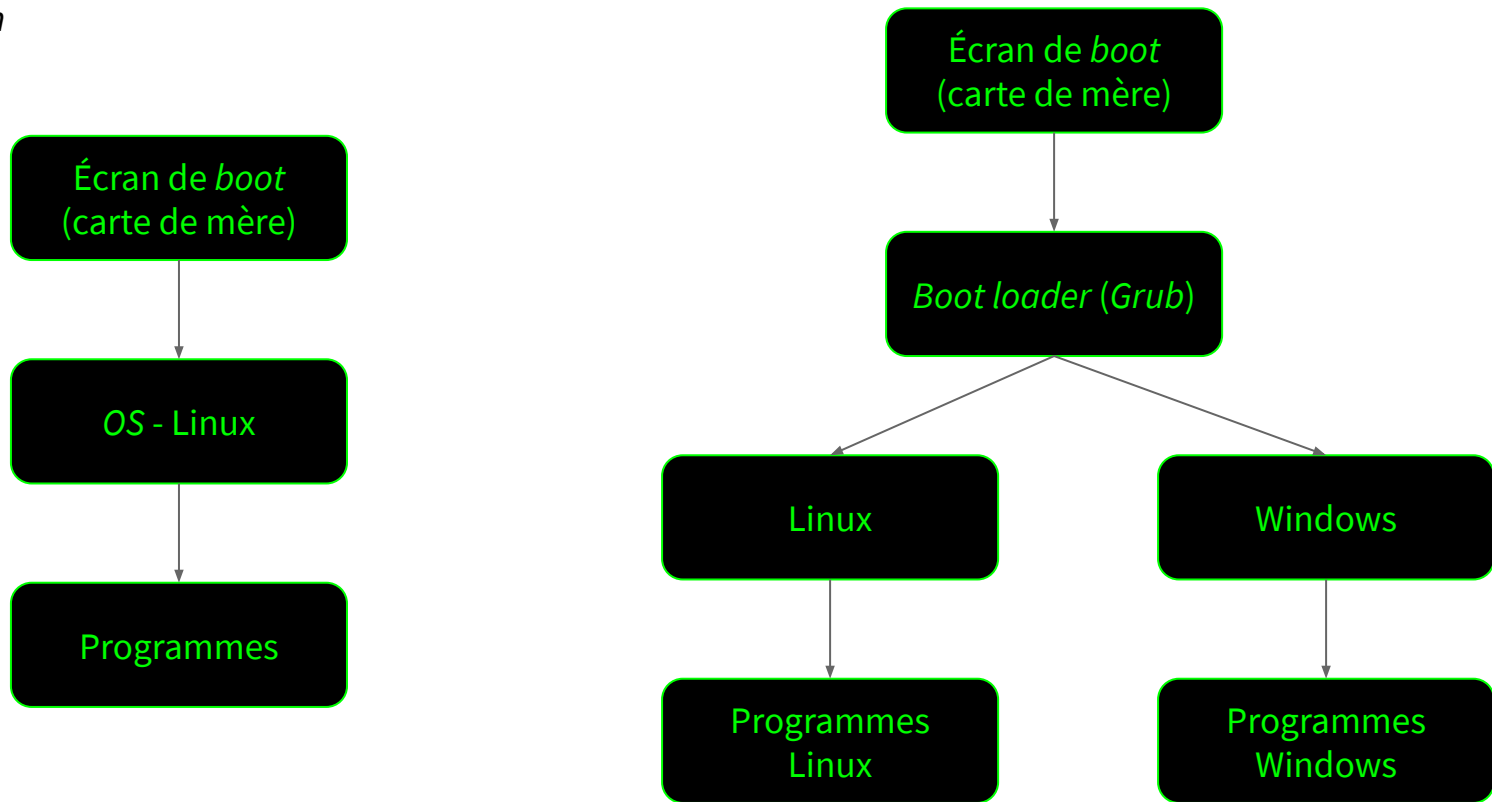 Écran de boot
(carte de mère)
OS - Linux
Programmes
Écran de boot
(carte de mère)
Boot loader (Grub)
Linux
Windows
Programmes
Linux
Programmes
Windows